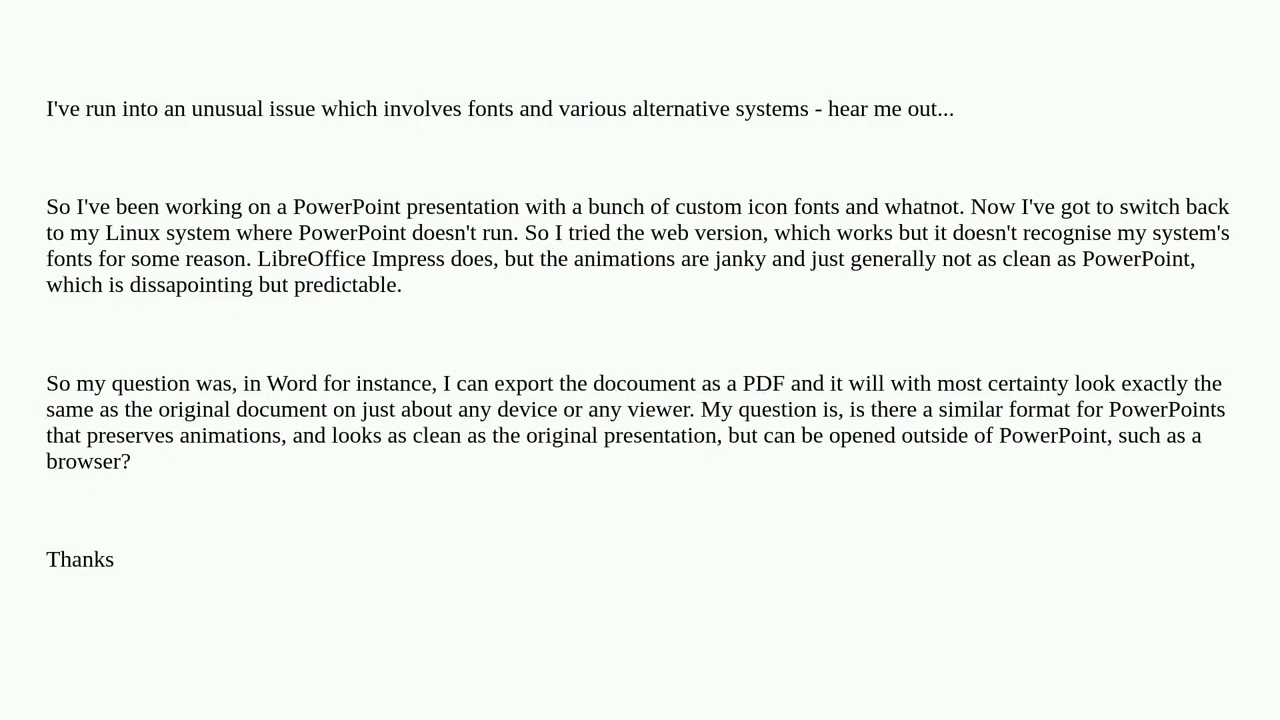 I've run into an unusual issue which involves fonts and various alternative systems - hear me out...
So I've been working on a PowerPoint presentation with a bunch of custom icon fonts and whatnot. Now I've got to switch back
to my Linux system where PowerPoint doesn't run. So I tried the web version, which works but it doesn't recognise my system's
fonts for some reason. LibreOffice Impress does, but the animations are janky and just generally not as clean as PowerPoint,
which is dissapointing but predictable.
So my question was, in Word for instance, I can export the docoument as a PDF and it will with most certainty look exactly the
same as the original document on just about any device or any viewer. My question is, is there a similar format for PowerPoints
that preserves animations, and looks as clean as the original presentation, but can be opened outside of PowerPoint, such as a
browser?
Thanks